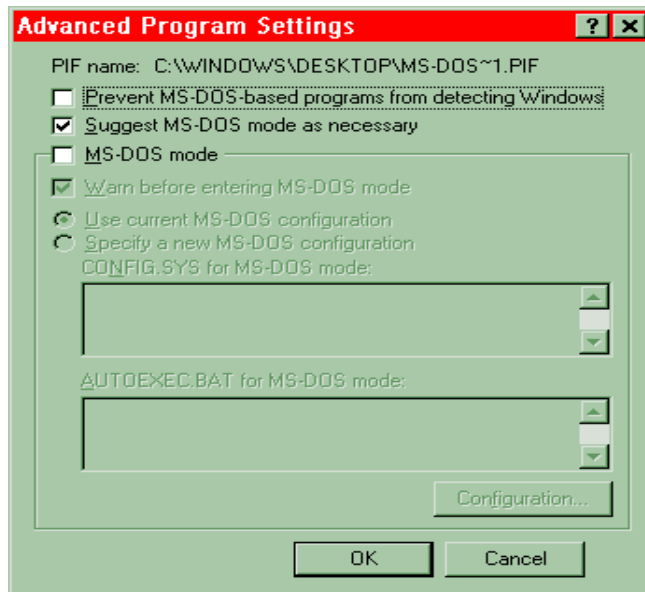 Advanced Program Settings
PIF name: C:\WINDOWS\DESKTOP\MS-DOS~1.PIF
Prevent MS-DOS-based programs from detecting Windows
Suggest MS-DOS mode as necessary
MS-DOS mode
Warn before entering MS-DOS mode
Use current MS-DOS configuration
Specify a new MS-DOS configuration
CONFIG.SYS for MS-DOS mode:
AUTOEXEC.BAT for MS-DOS mode:
Configuration...
OK Cancel